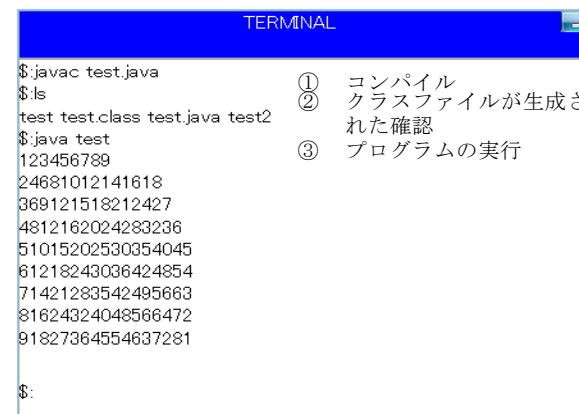 TERMINAL
$:javac test.java
$:ls
test test.class test.java test2
$:java test
123456789
24681012141618
369121518212427
4812162024283236
51015202530354045
61218243036424854
71421283542495663
81624324048566472
91827364554637281
$:
① コンパイル
② クラスファイルが生成さ
れた確認
③ プログラムの実行